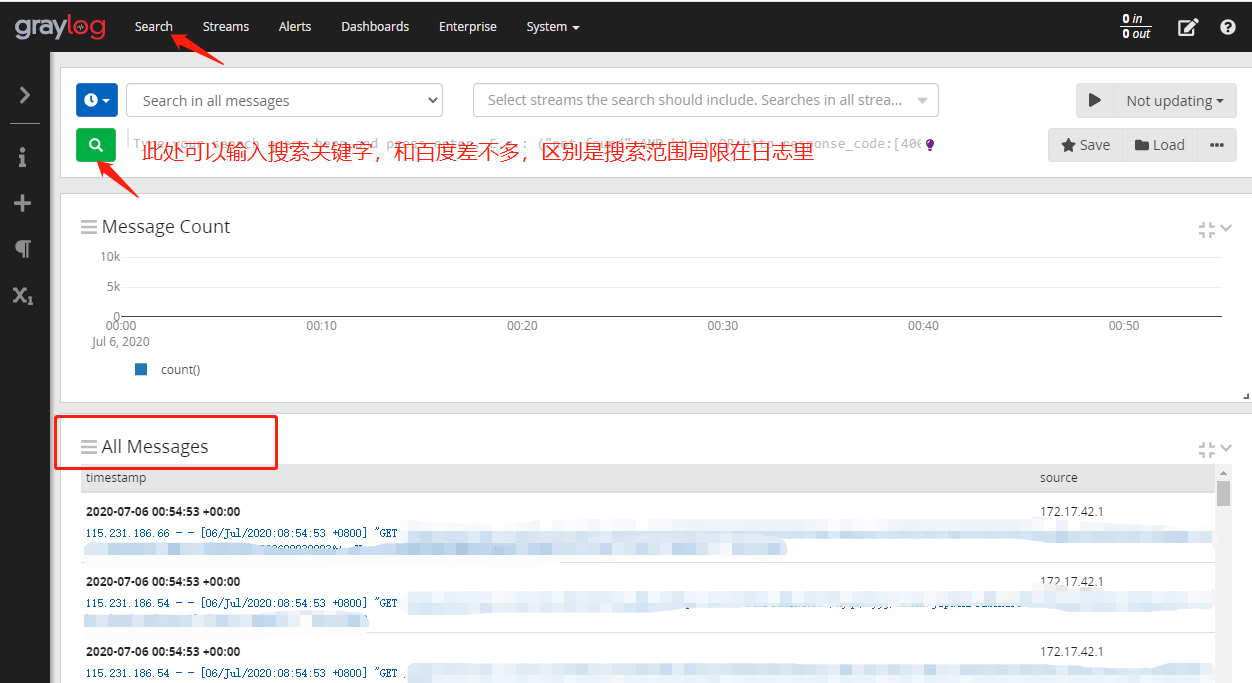 graylog Search Streams Alerts Dashboards Enterprise System 0 in
0 out
Search in all messages Select streams the search should include. Searches in all strea... Not updating
此处可以输入搜索关键字，和百度差不多，区别是搜索范围局限在日志里 Save Load
Message Count
10k
5k
0
00:00 00:10 00:20 00:30 00:40 00:50
Jul 6, 2020
count()
All Messages
timestamp source
2020-07-06 00:54:53 +00:00 172.17.42.1
115.231.186.66 - - [06/Jul/2020:08:54:53 +0800] "GET
2020-07-06 00:54:53 +00:00 172.17.42.1
115.231.186.54 - - [06/Jul/2020:08:54:53 +0800] "GET
2020-07-06 00:54:53 +00:00 172.17.42.1
115.231.186.54 - - [06/Jul/2020:08:54:53 +0800] "GET